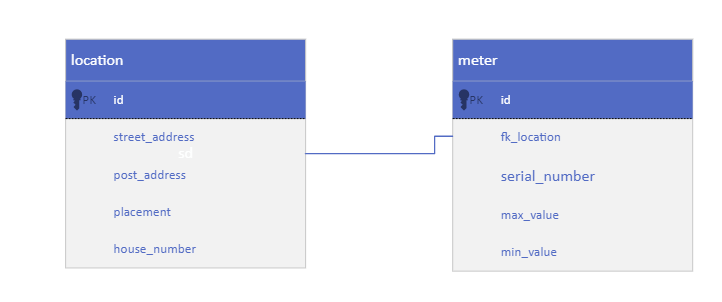 location
PK id
street_address
sd
post_address
placement
house_number
meter
PK id
fk_location
serial_number
max_value
min_value